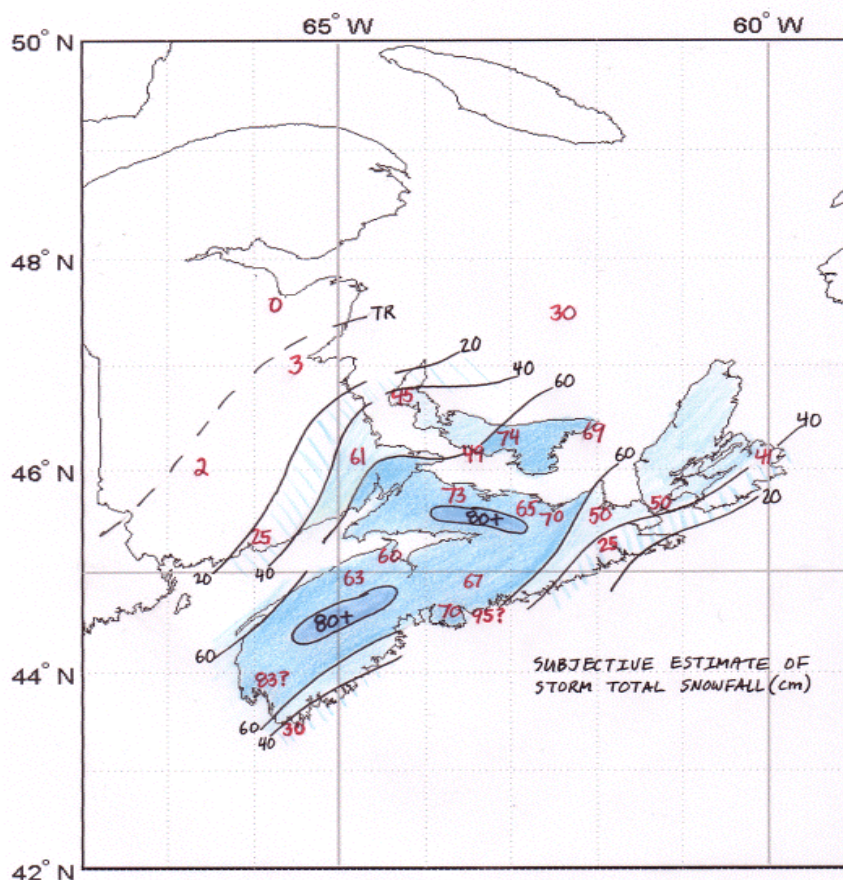 65° W 60° W
50° N
48° N
0 TR 30
3 20
40
45 60
74 69
2 61 49 40
46° N 60 41
73 50 20
25 65 70 50
80+ 25
20 40 60
63 67
80+ 70 95?
60
44° N 83? SUBJECTIVE ESTIMATE OF
STORM TOTAL SNOWFALL (cm)
60 30
40
42° N